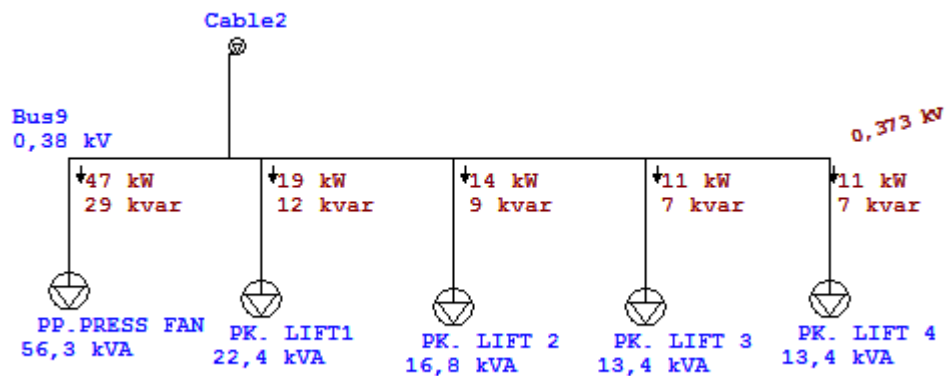 Cable2
Bus9
0,38 kV
0,373 kV
47 kW
29 kvar
19 kW
12 kvar
14 kW
9 kvar
11 kW
7 kvar
11 kW
7 kvar
PP.PRESS FAN
56,3 kVA
PK. LIFT1
22,4 kVA
PK. LIFT 2
16,8 kVA
PK. LIFT 3
13,4 kVA
PK. LIFT 4
13,4 kVA